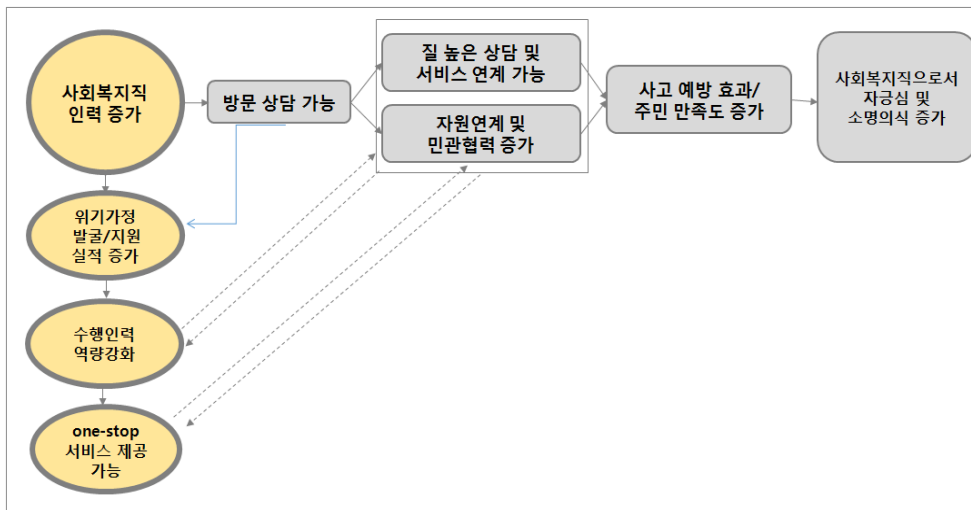 사회복지직
인력 증가
방문 상담 가능
질 높은 상담 및
서비스 연계 가능
자원연계 및
민관협력 증가
사고 예방 효과/
주민 만족도 증가
사회복지직으로서
자긍심 및
소명의식 증가
위기가정
발굴/지원
실적 증가
수행인력
역량강화
one-stop
서비스 제공
가능